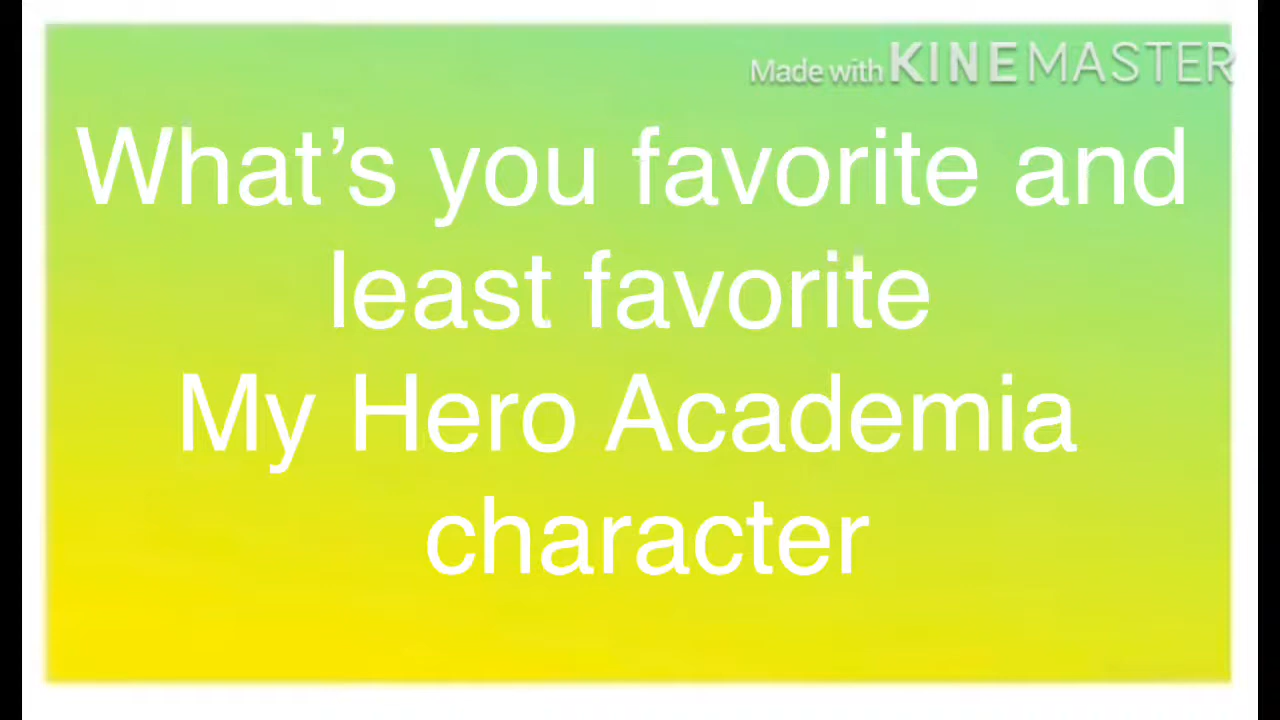 Made with KINEMASTER
What’s you favorite and
least favorite
My Hero Academia
character